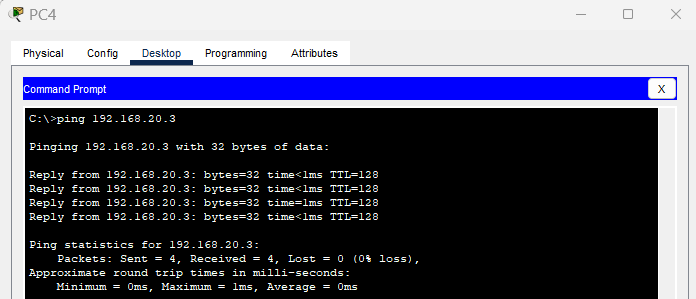 PC4
Physical Config Desktop Programming Attributes
Command Prompt X
C:\>ping 192.168.20.3
Pinging 192.168.20.3 with 32 bytes of data:
Reply from 192.168.20.3: bytes=32 time<1ms TTL=128
Reply from 192.168.20.3: bytes=32 time<1ms TTL=128
Reply from 192.168.20.3: bytes=32 time=1ms TTL=128
Reply from 192.168.20.3: bytes=32 time<1ms TTL=128
Ping statistics for 192.168.20.3:
Packets: Sent = 4, Received = 4, Lost = 0 (0% loss),
Approximate round trip times in milli-seconds:
Minimum = 0ms, Maximum = 1ms, Average = 0ms